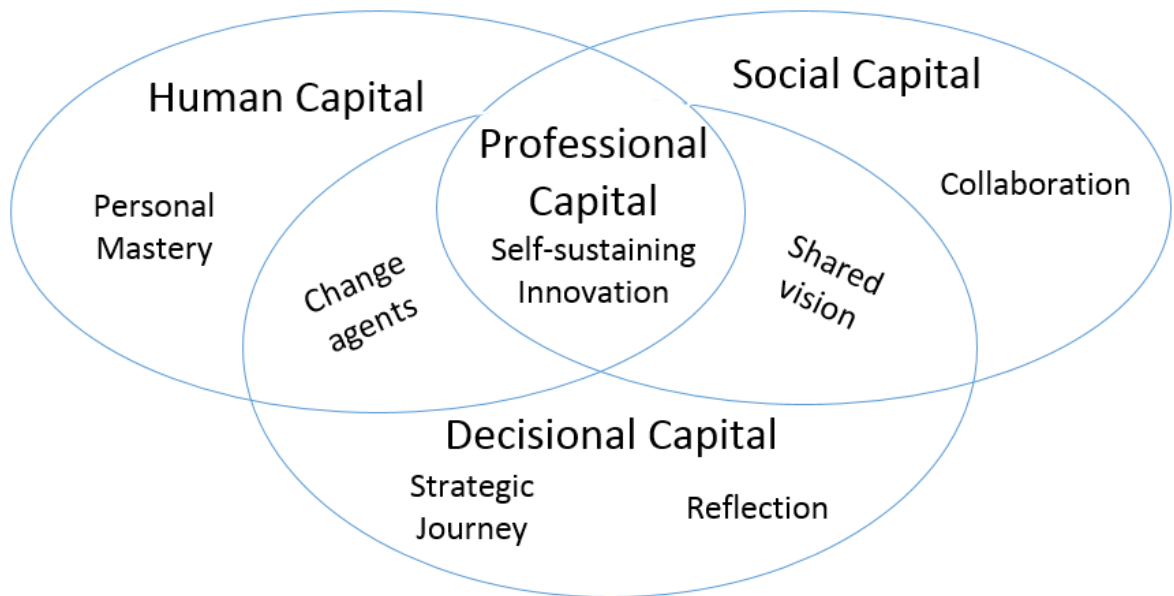 Human Capital
Social Capital
Professional
Capital
Self-sustaining
Innovation
Personal
Mastery
Collaboration
Change
agents
Shared
vision
Decisional Capital
Strategic
Journey
Reflection